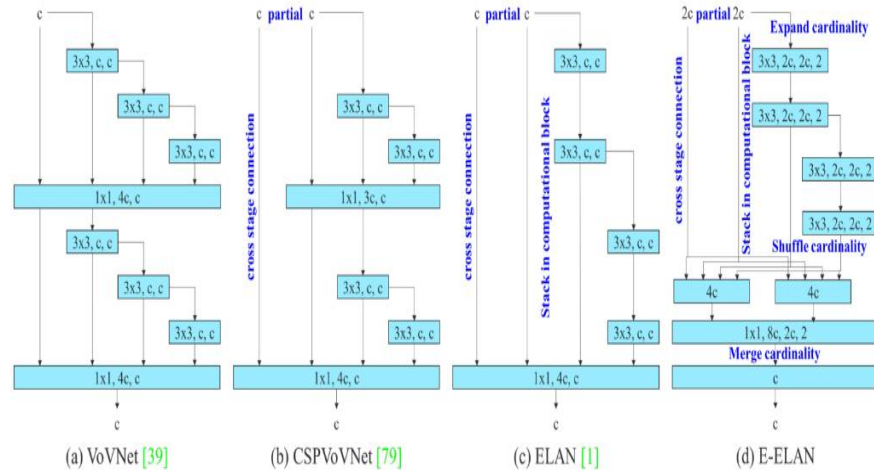 c
3x3, c, c
3x3, c, c
3x3, c, c
1x1, 4c, c
3x3, c, c
3x3, c, c
3x3, c, c
1x1, 4c, c
c
(a) VoVNet [39]
c partial c
cross stage connection
3x3, c, c
3x3, c, c
1x1, 3c, c
3x3, c, c
3x3, c, c
1x1, 4c, c
c
(b) CSPVoVNet [79]
c partial c
cross stage connection
Stack in computational block
3x3, c, c
3x3, c, c
3x3, c, c
3x3, c, c
1x1, 4c, c
c
(c) ELAN [1]
2c partial 2c
Expand cardinality
cross stage connection
Stack in computational block
3x3, 2c, 2c, 2
3x3, 2c, 2c, 2
3x3, 2c, 2c, 2
3x3, 2c, 2c, 2
Shuffle cardinality
4c 4c
1x1, 8c, 2c, 2
Merge cardinality
c
c
(d) E-ELAN